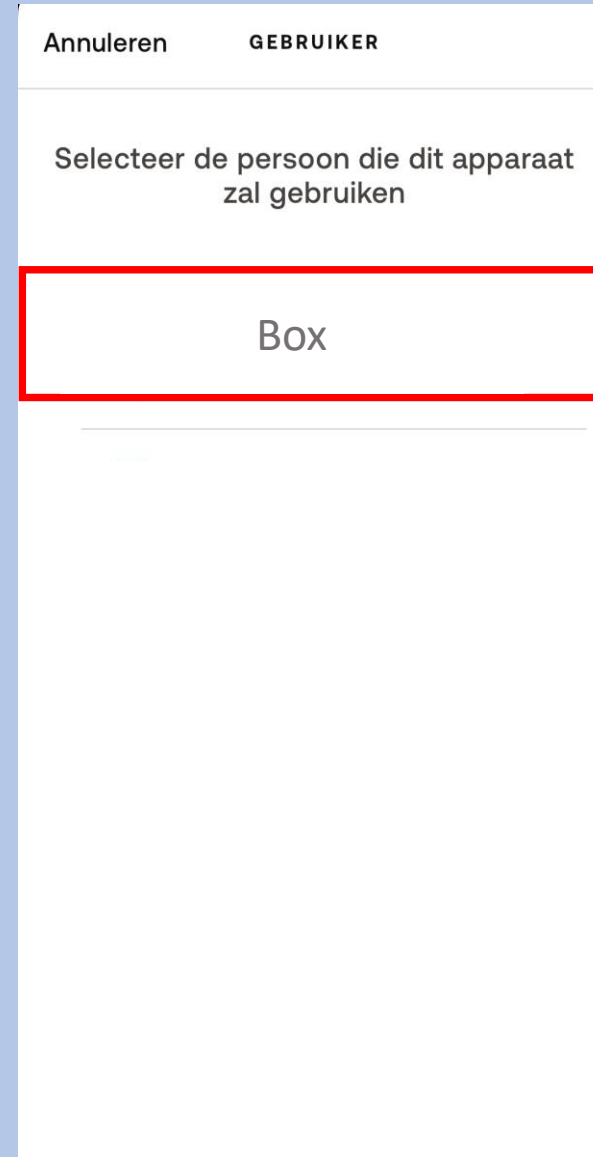 Annuleren GEBRUIKER
Selecteer de persoon die dit apparaat
zal gebruiken
Box